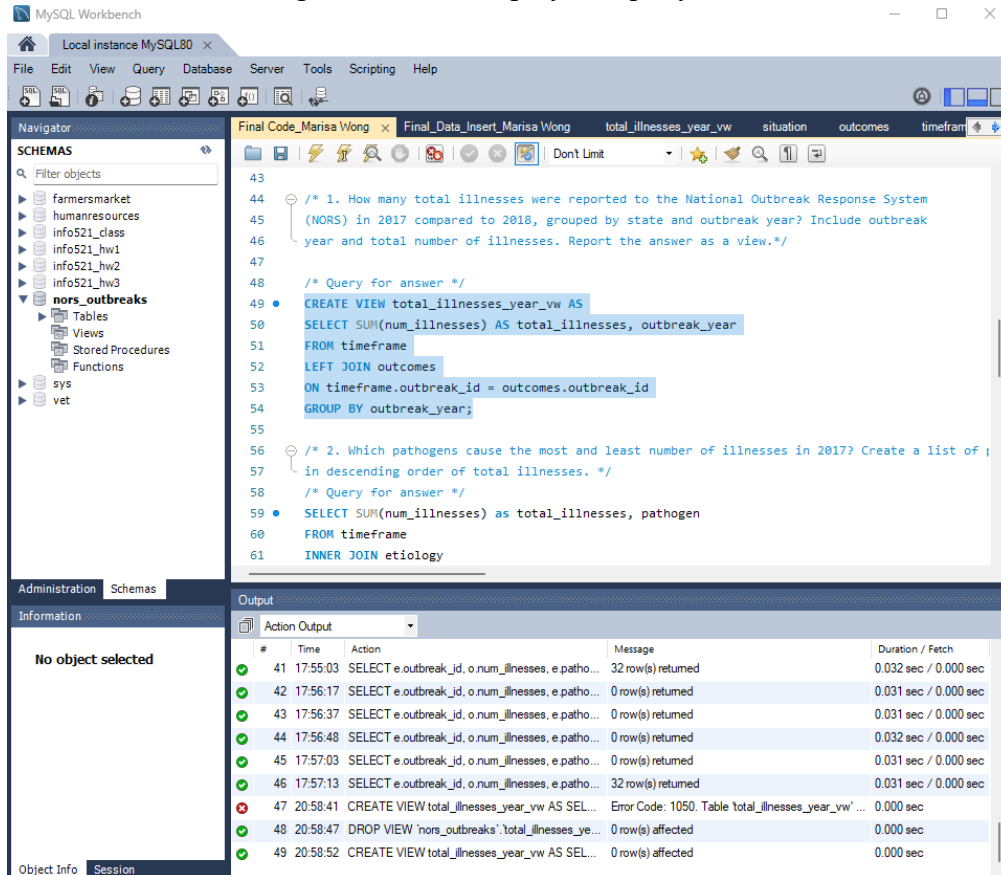 MySQL Workbench
Local instance MySQL80
File Edit View Query Database Server Tools Scripting Help
Navigator
SCHEMAS
Filter objects
farmersmarket
humanresources
info521_class
info521_hw1
info521_hw2
info521_hw3
nors_outbreaks
Tables
Views
Stored Procedures
Functions
sys
vet
Administration Schemas
Information
No object selected
Object Info Session
Final Code_Marisa Wong Final_Data_Insert_Marisa Wong total_illnesses_year_vw situation outcomes timefram
Don't Limit
43
44 /* 1. How many total illnesses were reported to the National Outbreak Response System
45 (NORS) in 2017 compared to 2018, grouped by state and outbreak year? Include outbreak
46 year and total number of illnesses. Report the answer as a view.*/
47
48 /* Query for answer */
49 CREATE VIEW total_illnesses_year_vw AS
50 SELECT SUM(num_illnesses) AS total_illnesses, outbreak_year
51 FROM timeframe
52 LEFT JOIN outcomes
53 ON timeframe.outbreak_id = outcomes.outbreak_id
54 GROUP BY outbreak_year;
55
56 /* 2. Which pathogens cause the most and least number of illnesses in 2017? Create a list of
57 in descending order of total illnesses. */
58 /* Query for answer */
59 SELECT SUM(num_illnesses) as total_illnesses, pathogen
60 FROM timeframe
61 INNER JOIN etiology
Output
Action Output
# Time Action Message Duration / Fetch
41 17:55:03 SELECT e.outbreak_id, o.num_illnesses, e.patho... 32 row(s) returned 0.032 sec / 0.000 sec
42 17:56:17 SELECT e.outbreak_id, o.num_illnesses, e.patho... 0 row(s) returned 0.031 sec / 0.000 sec
43 17:56:37 SELECT e.outbreak_id, o.num_illnesses, e.patho... 0 row(s) returned 0.031 sec / 0.000 sec
44 17:56:48 SELECT e.outbreak_id, o.num_illnesses, e.patho... 0 row(s) returned 0.032 sec / 0.000 sec
45 17:57:03 SELECT e.outbreak_id, o.num_illnesses, e.patho... 0 row(s) returned 0.031 sec / 0.000 sec
46 17:57:13 SELECT e.outbreak_id, o.num_illnesses, e.patho... 32 row(s) returned 0.031 sec / 0.000 sec
47 20:58:41 CREATE VIEW total_illnesses_year_vw AS SEL... Error Code: 1050. Table 'total_illnesses_year_vw' ... 0.000 sec
48 20:58:47 DROP VIEW `nors_outbreaks`.`total_illnesses_ye... 0 row(s) affected 0.000 sec
49 20:58:52 CREATE VIEW total_illnesses_year_vw AS SEL... 0 row(s) affected 0.000 sec